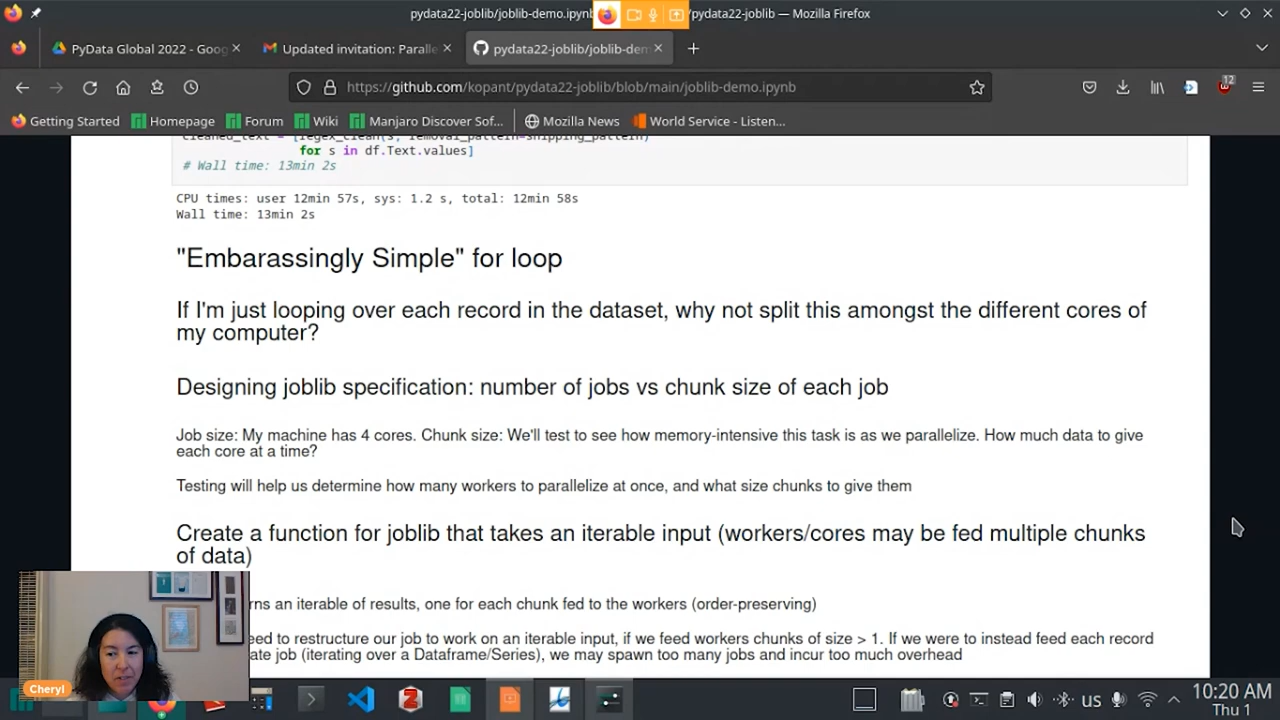 pydata22-joblib/joblib-demo.ipynb
/pydata22-joblib — Mozilla Firefox
PyData Global 2022 - Goog
Updated invitation: Paralle
pydata22-joblib/joblib-dem
https://github.com/kopant/pydata22-joblib/blob/main/joblib-demo.ipynb
12
Getting Started
Homepage
Forum
Wiki
Manjaro Discover Sof...
Mozilla News
World Service - Listen...
cleaned_text = [regex_clean(s, removal_pattern=shipping_pattern)
for s in df.Text.values]
# Wall time: 13min 2s
CPU times: user 12min 57s, sys: 1.2 s, total: 12min 58s
Wall time: 13min 2s
"Embarassingly Simple" for loop
If I'm just looping over each record in the dataset, why not split this amongst the different cores of
my computer?
Designing joblib specification: number of jobs vs chunk size of each job
Job size: My machine has 4 cores. Chunk size: We'll test to see how memory-intensive this task is as we parallelize. How much data to give
each core at a time?
Testing will help us determine how many workers to parallelize at once, and what size chunks to give them
Create a function for joblib that takes an iterable input (workers/cores may be fed multiple chunks
of data)
rns an iterable of results, one for each chunk fed to the workers (order-preserving)
eed to restructure our job to work on an iterable input, if we feed workers chunks of size > 1. If we were to instead feed each record
ate job (iterating over a Dataframe/Series), we may spawn too many jobs and incur too much overhead
Cheryl
us
10:20 AM
Thu 1